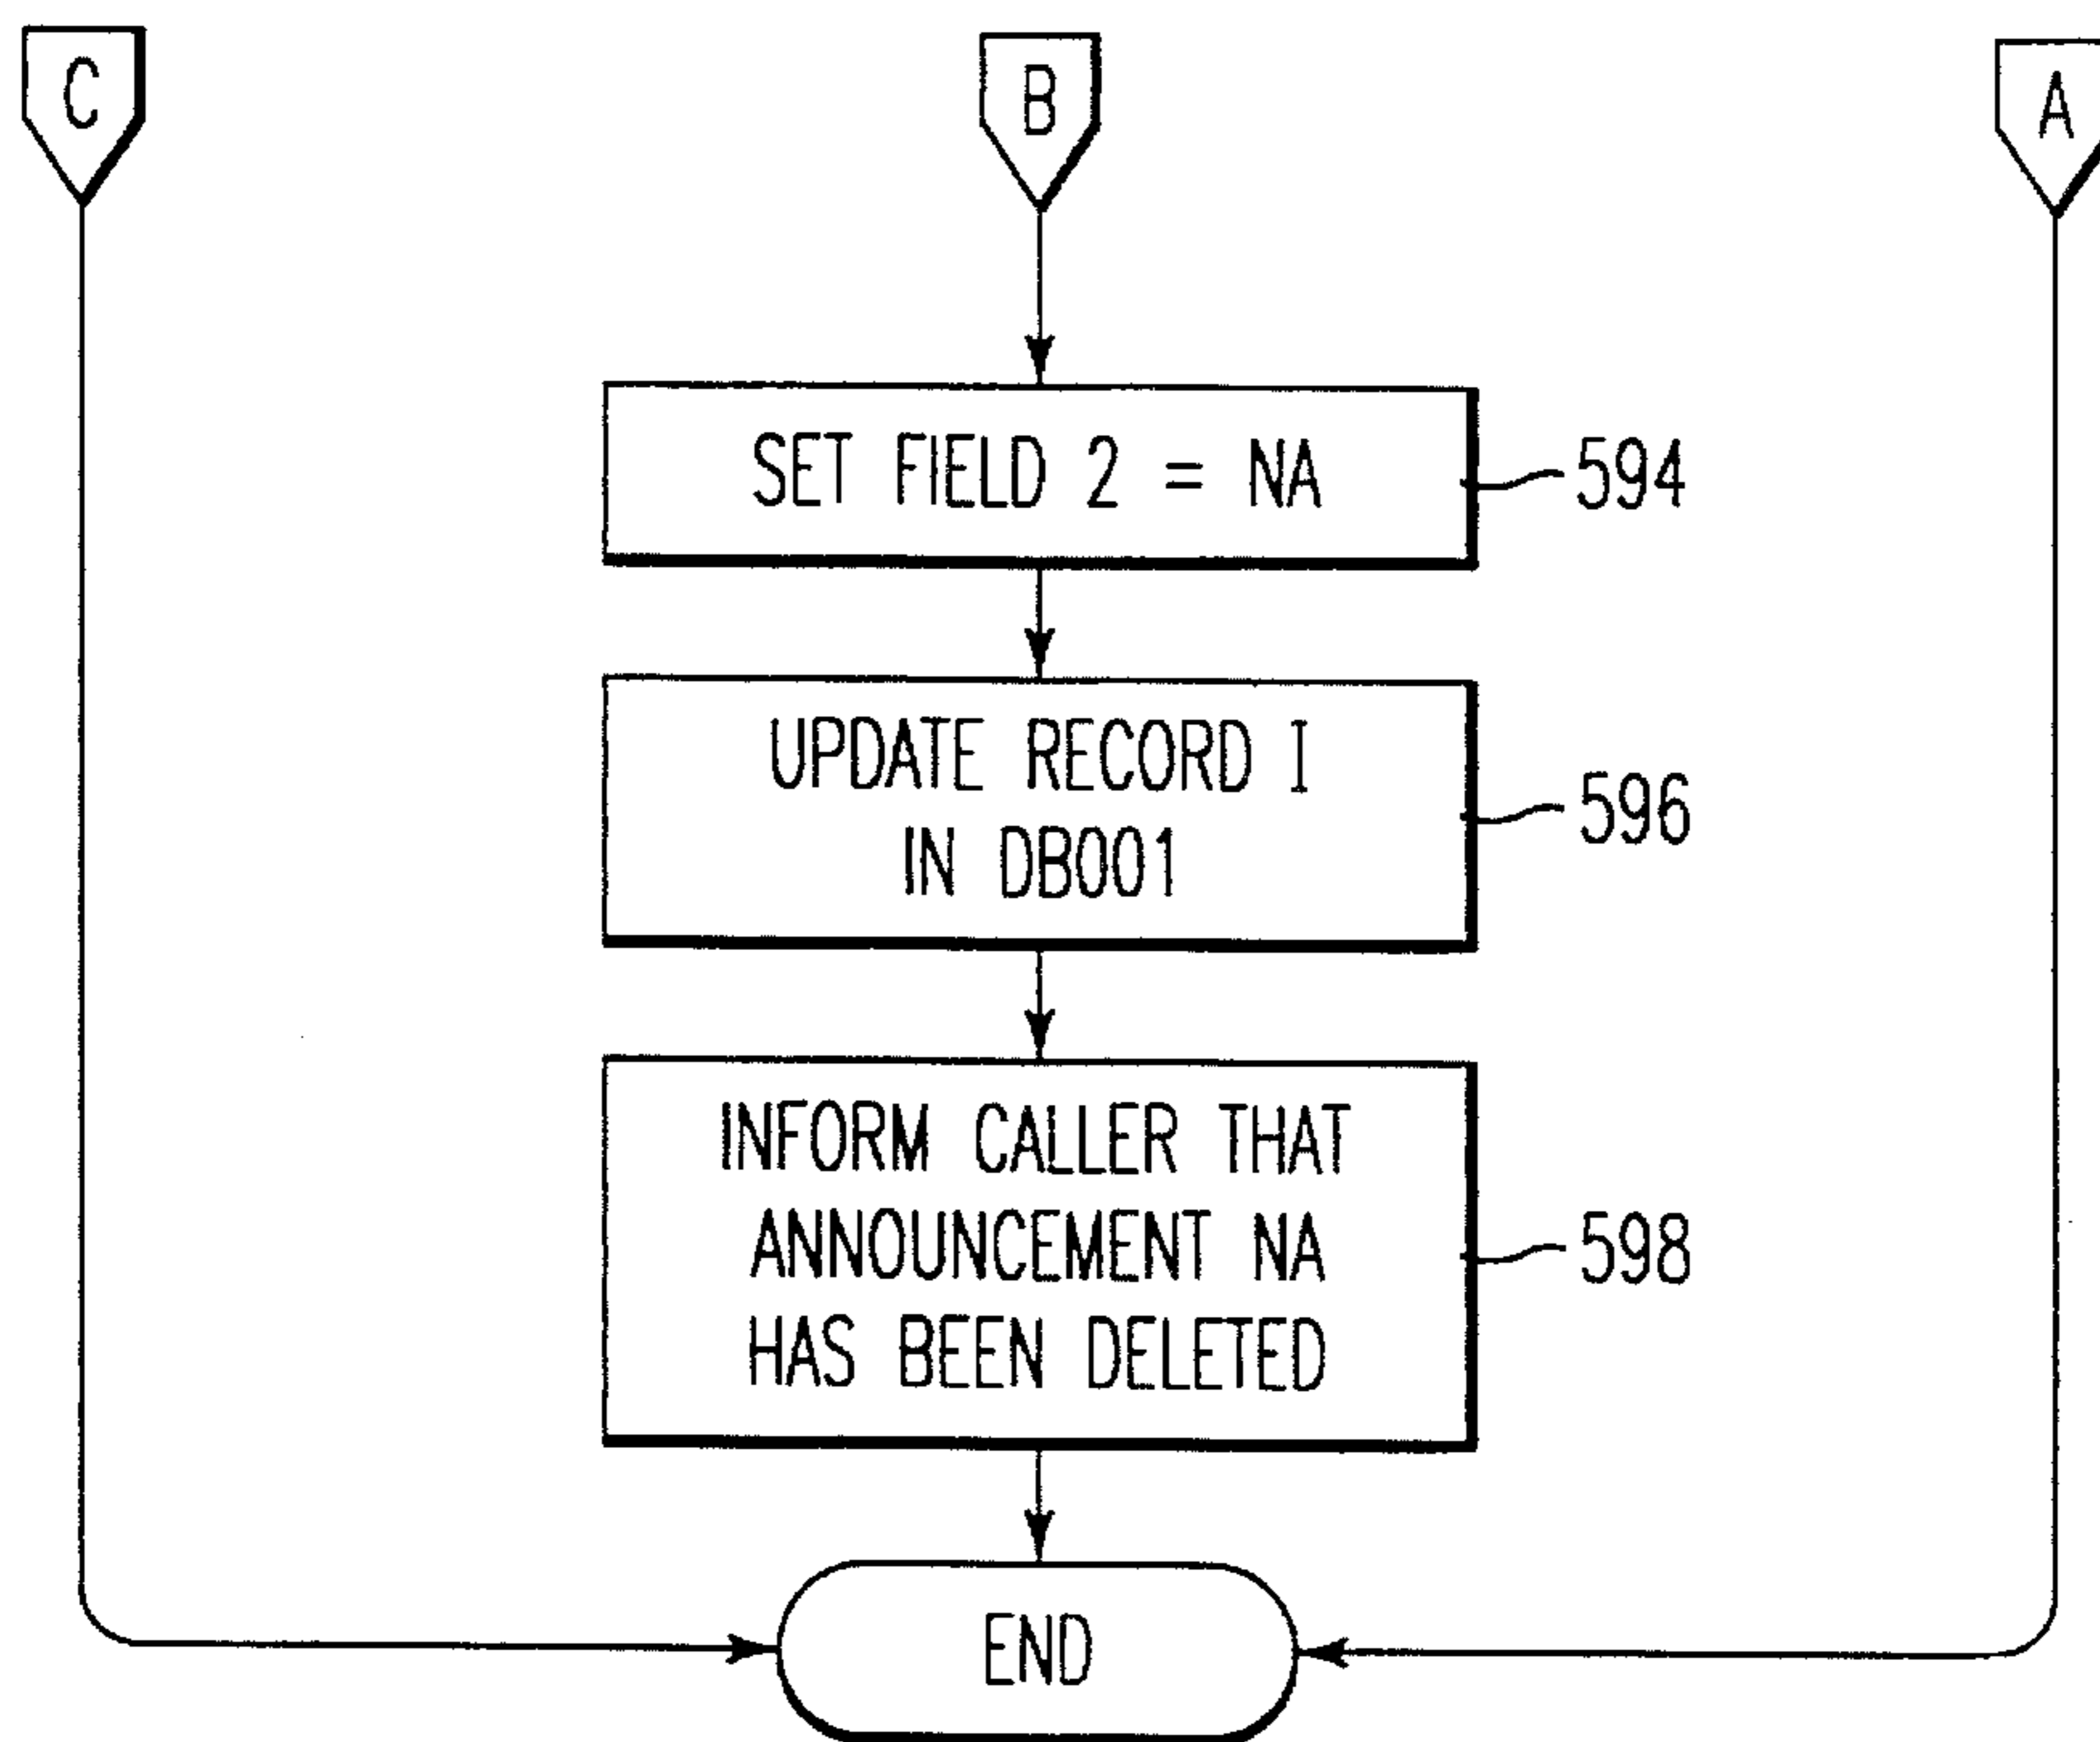 C
B
A
SET FIELD 2 = NA
594
UPDATE RECORD I
IN DB001
596
INFORM CALLER THAT
ANNOUNCEMENT NA
HAS BEEN DELETED
598
END